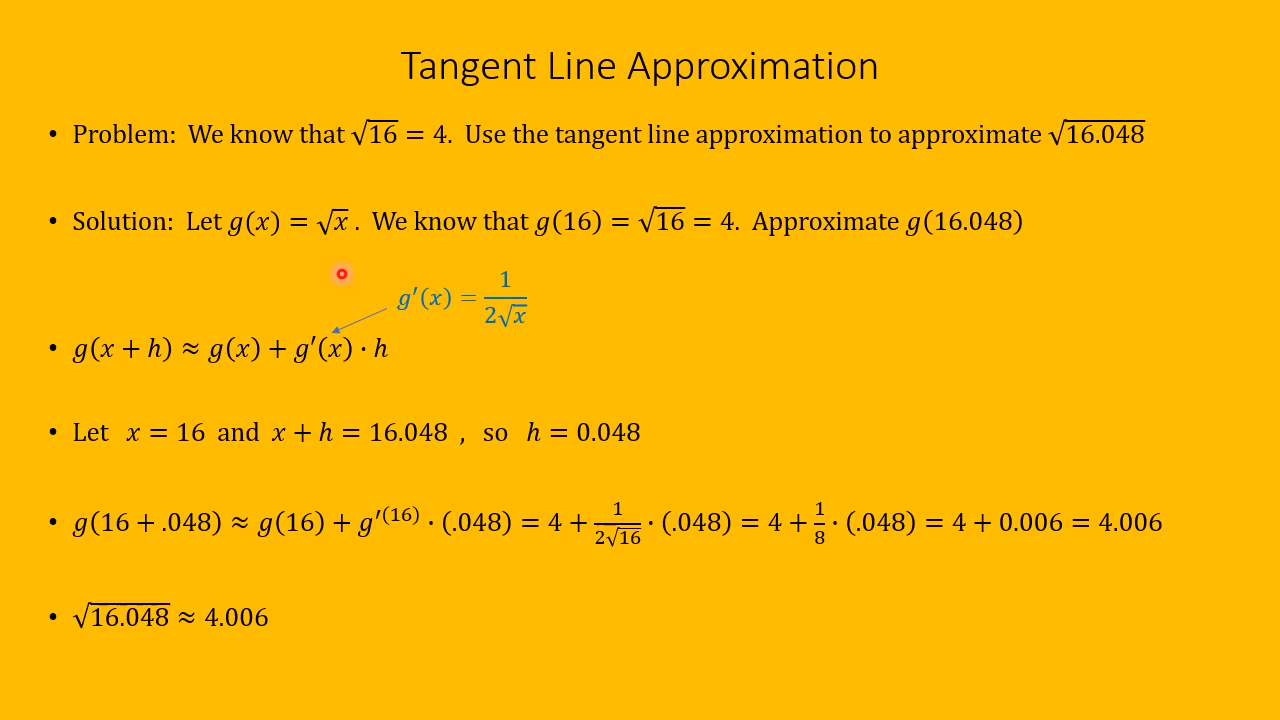 Tangent Line Approximation
• Problem: We know that √16 = 4. Use the tangent line approximation to approximate √16.048
• Solution: Let g(x) = √x . We know that g(16) = √16 = 4. Approximate g(16.048)
g′(x) = 1/(2√x)
• g(x + h) ≈ g(x) + g′(x) · h
• Let x = 16 and x + h = 16.048 , so h = 0.048
• g(16 + .048) ≈ g(16) + g′⁽¹⁶⁾ · (.048) = 4 + 1/(2√16) · (.048) = 4 + 1/8 · (.048) = 4 + 0.006 = 4.006
• √16.048 ≈ 4.006